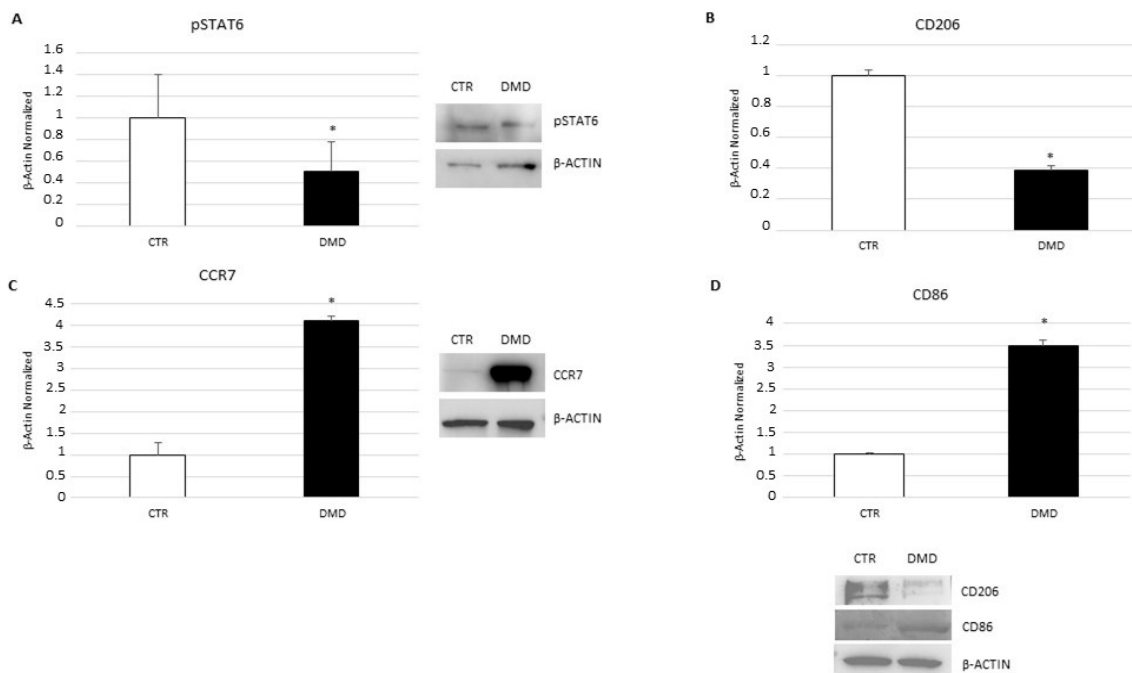 A
pSTAT6
β-Actin Normalized
1.6
1.4
1.2
1
0.8
0.6
0.4
0.2
0
*
CTR
DMD
CTR DMD
pSTAT6
β-ACTIN
B
CD206
β-Actin Normalized
1.2
1
0.8
0.6
0.4
0.2
0
*
CTR
DMD
C
CCR7
β-Actin Normalized
4.5
4
3.5
3
2.5
2
1.5
1
0.5
0
*
CTR
DMD
CTR DMD
CCR7
β-ACTIN
D
CD86
β-Actin Normalized
4
3.5
3
2.5
2
1.5
1
0.5
0
*
CTR
DMD
CTR DMD
CD206
CD86
β-ACTIN